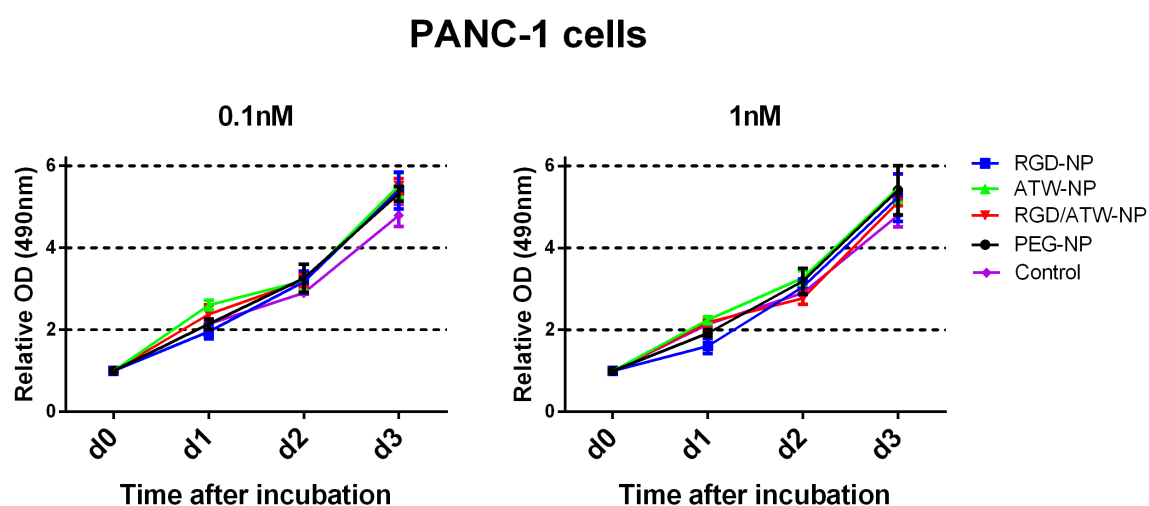 PANC-1 cells
0.1nM
Relative OD (490nm)
6
4
2
0
d0
d1
d2
d3
Time after incubation
1nM
Relative OD (490nm)
6
4
2
0
d0
d1
d2
d3
Time after incubation
RGD-NP
ATW-NP
RGD/ATW-NP
PEG-NP
Control